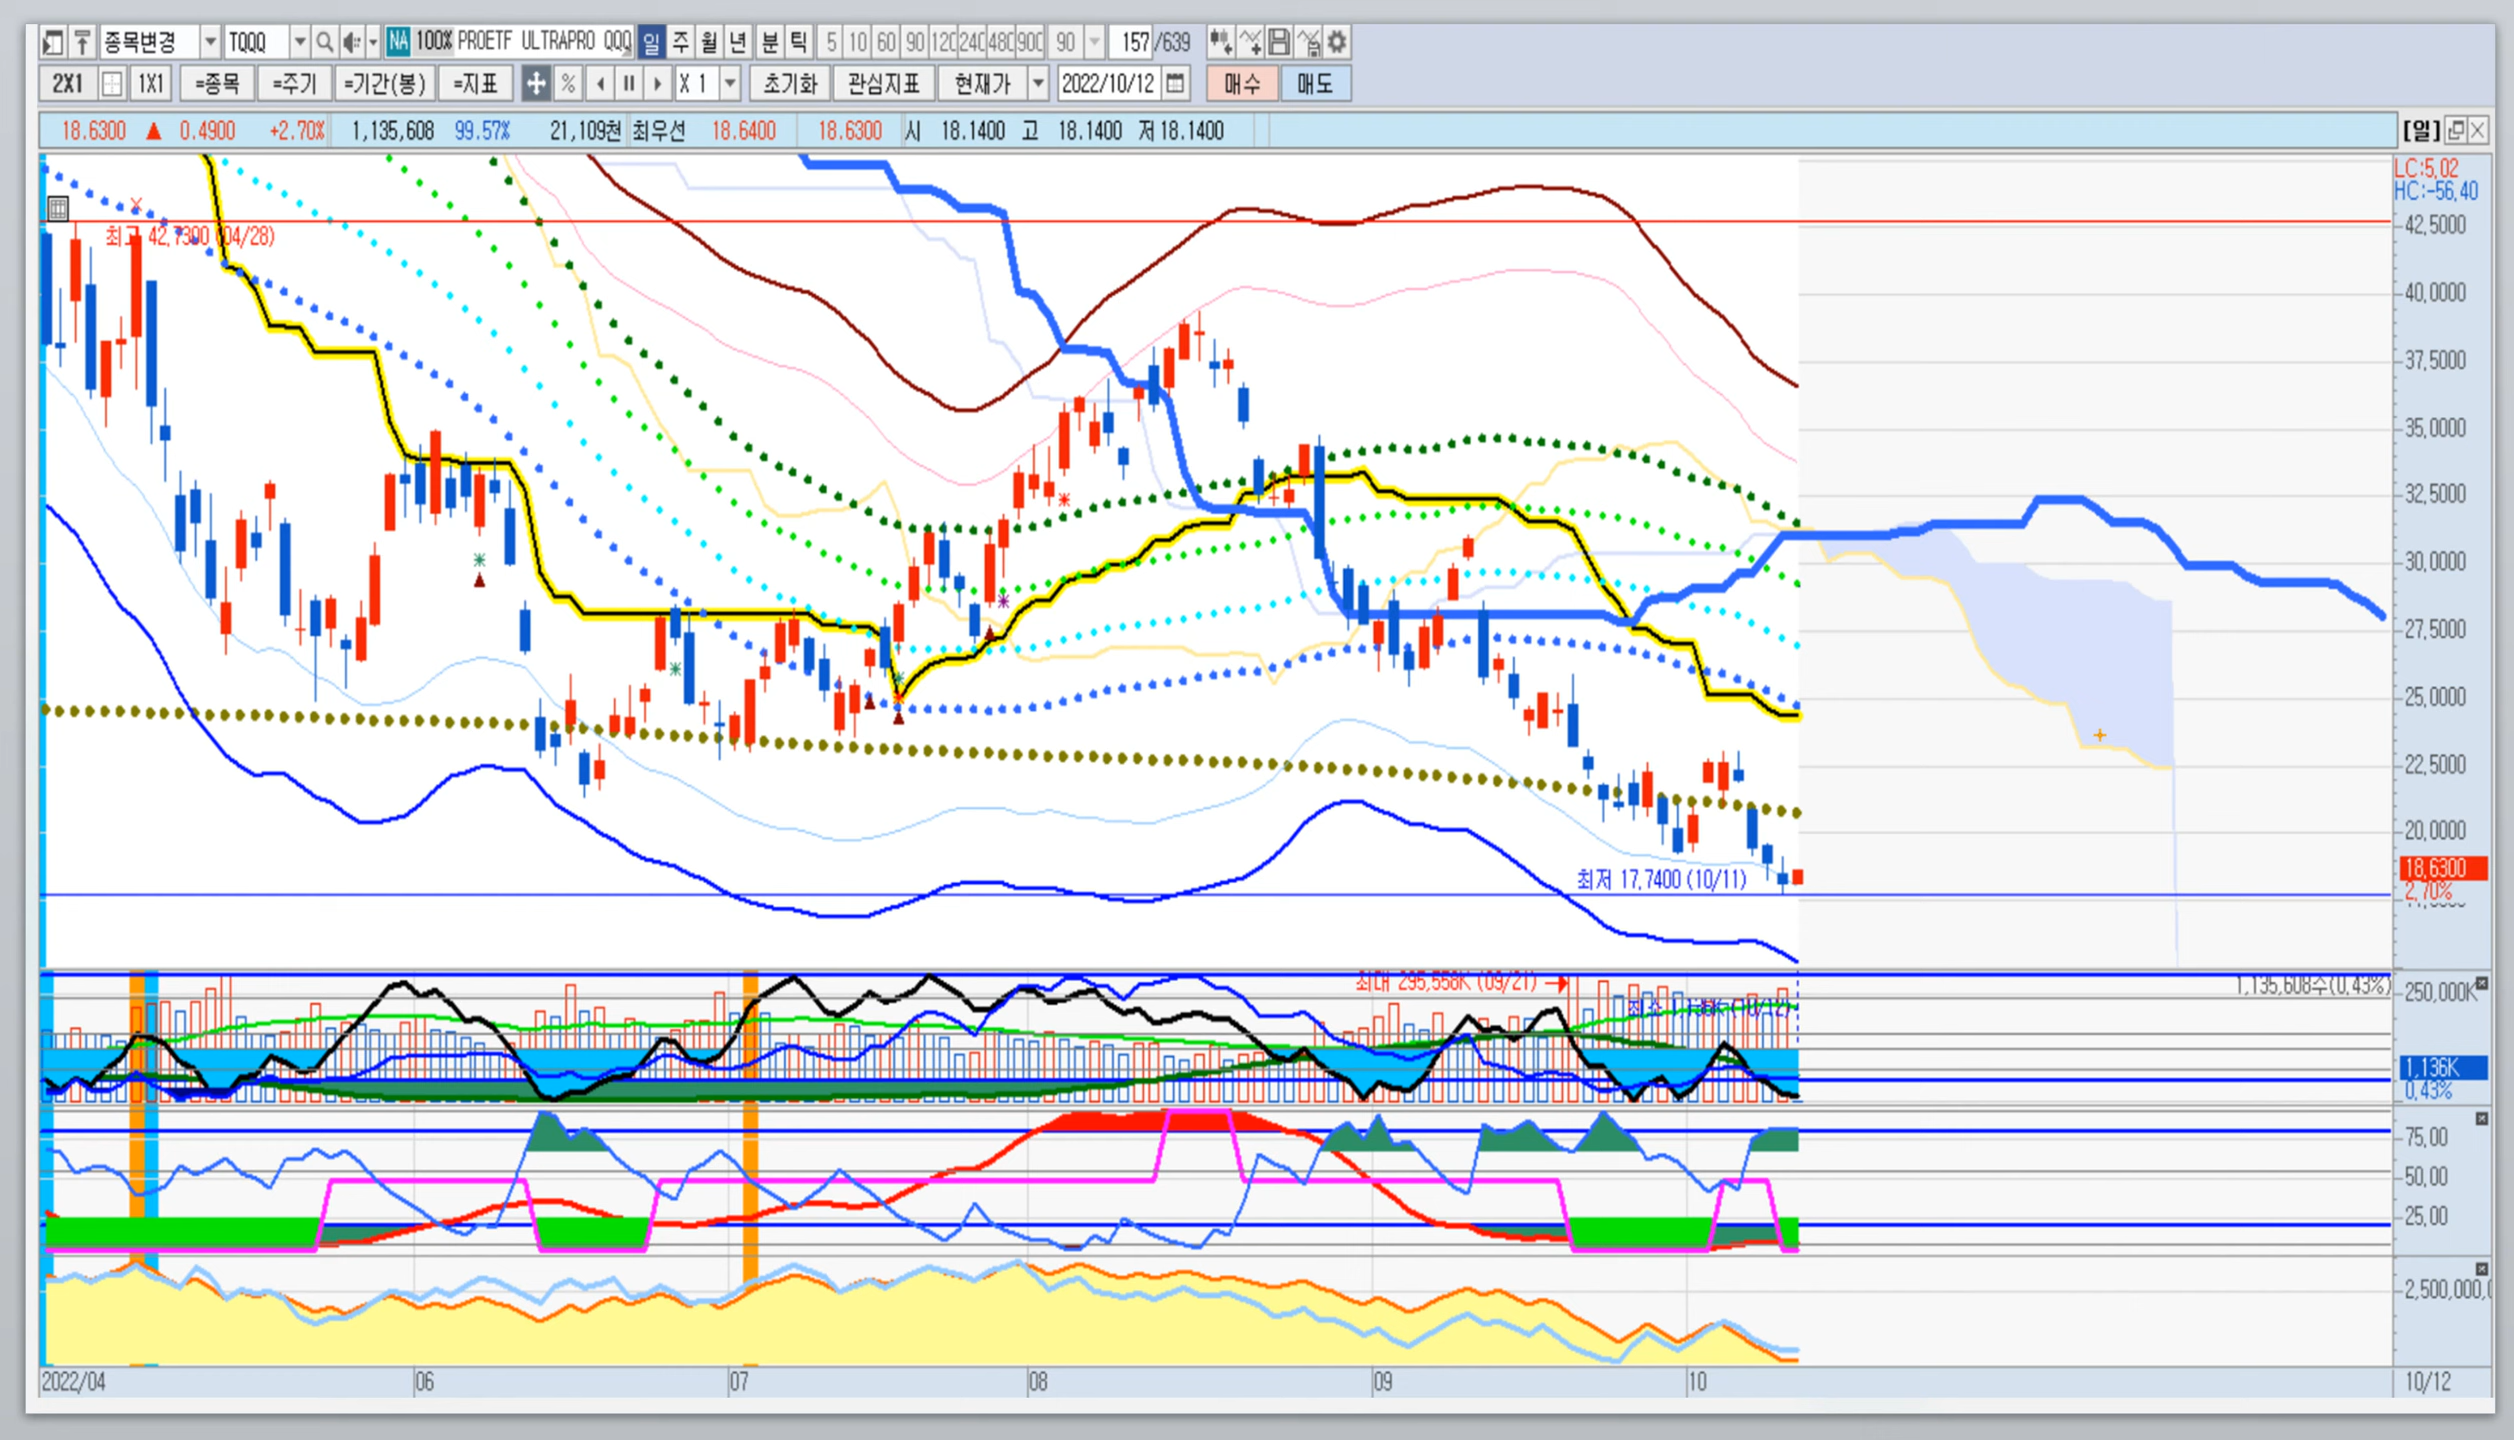 종목변경 TQQQ NA 100% PROETF ULTRAPRO QQQ 일 주 월 년 분 틱 5 10 60 90 120 240 480 900 90 157 /639
2X1 1X1 =종목 =주기 =기간(봉) =지표 % X 1 초기화 관심지표 현재가 2022/10/12 매수 매도
18.6300 ▲ 0.4900 +2.70% 1,135,608 99.57% 21,109천 최우선 18.6400 18.6300 시 18.1400 고 18.1400 저 18.1400 [일]
LC:5,02
HC:-56,40
42,5000
최고 42,7300 (04/28)
40,0000
37,5000
35,0000
32,5000
30,0000
27,5000
25,0000
22,5000
20,0000
최저 17,7400 (10/11)
18,6300
2,70%
최대 295,558K (09/21)
1,135,608주(0,43%)
250,000K
1,136K
0,43%
75,00
50,00
25,00
2,500,000,0
2022/04 06 07 08 09 10 10/12